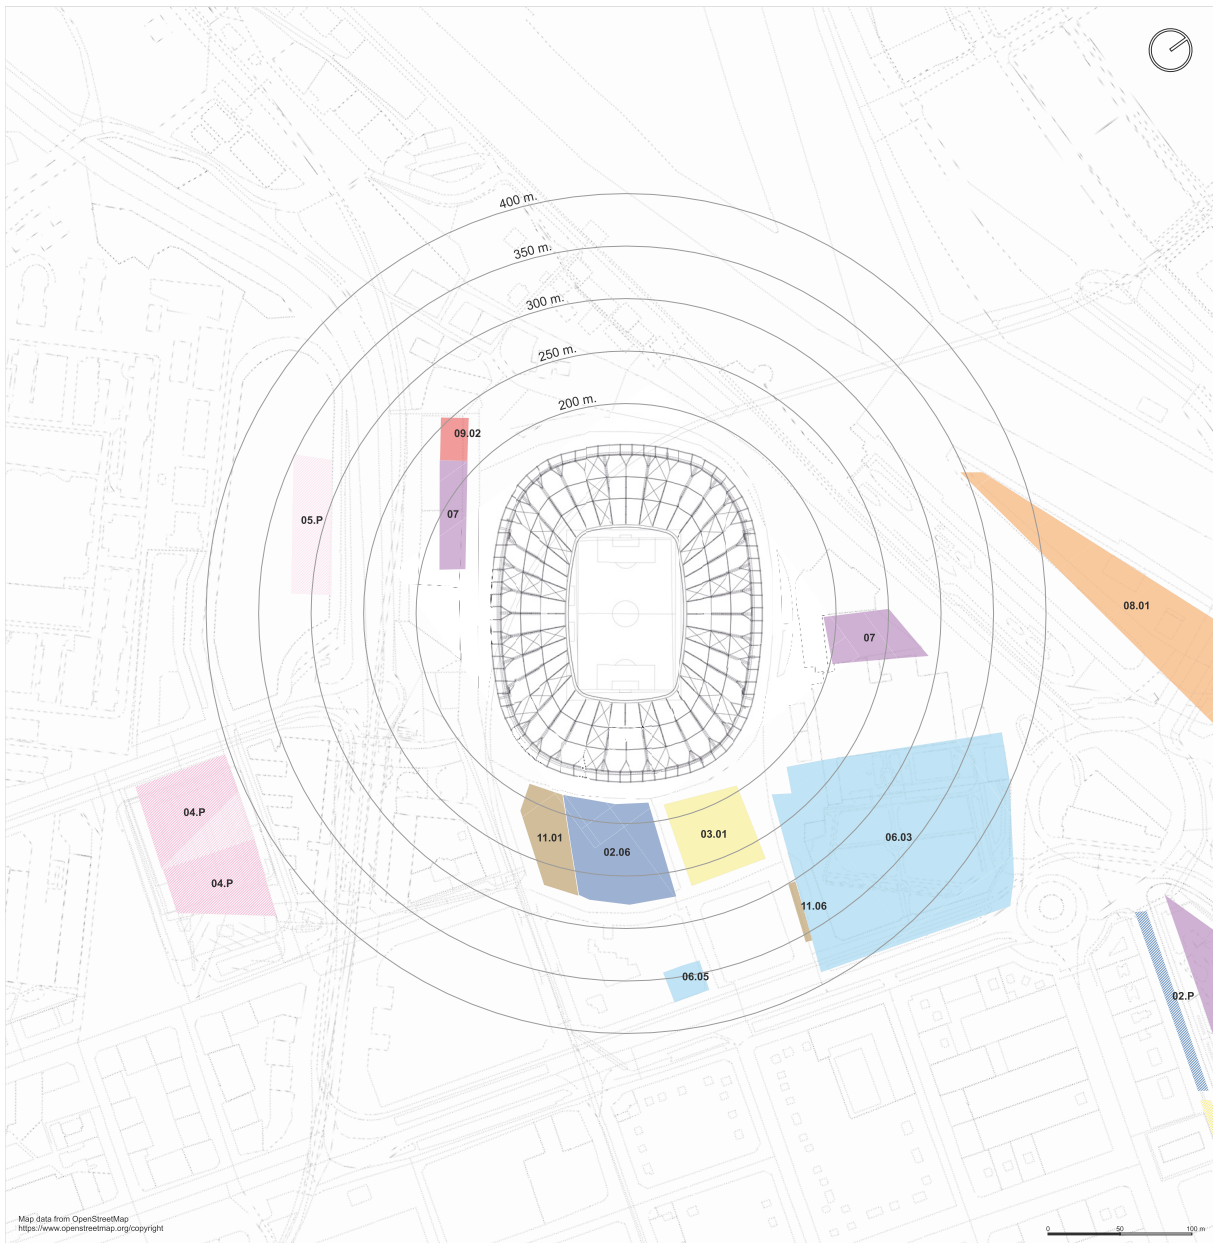 400 m.
350 m.
300 m.
250 m.
200 m.
09.02
07
05.P
08.01
07
04.P
04.P
11.01
02.06
03.01
06.03
11.06
06.05
02.P
Map data from OpenStreetMap
https://www.openstreetmap.org/copyright
0 50 100 m